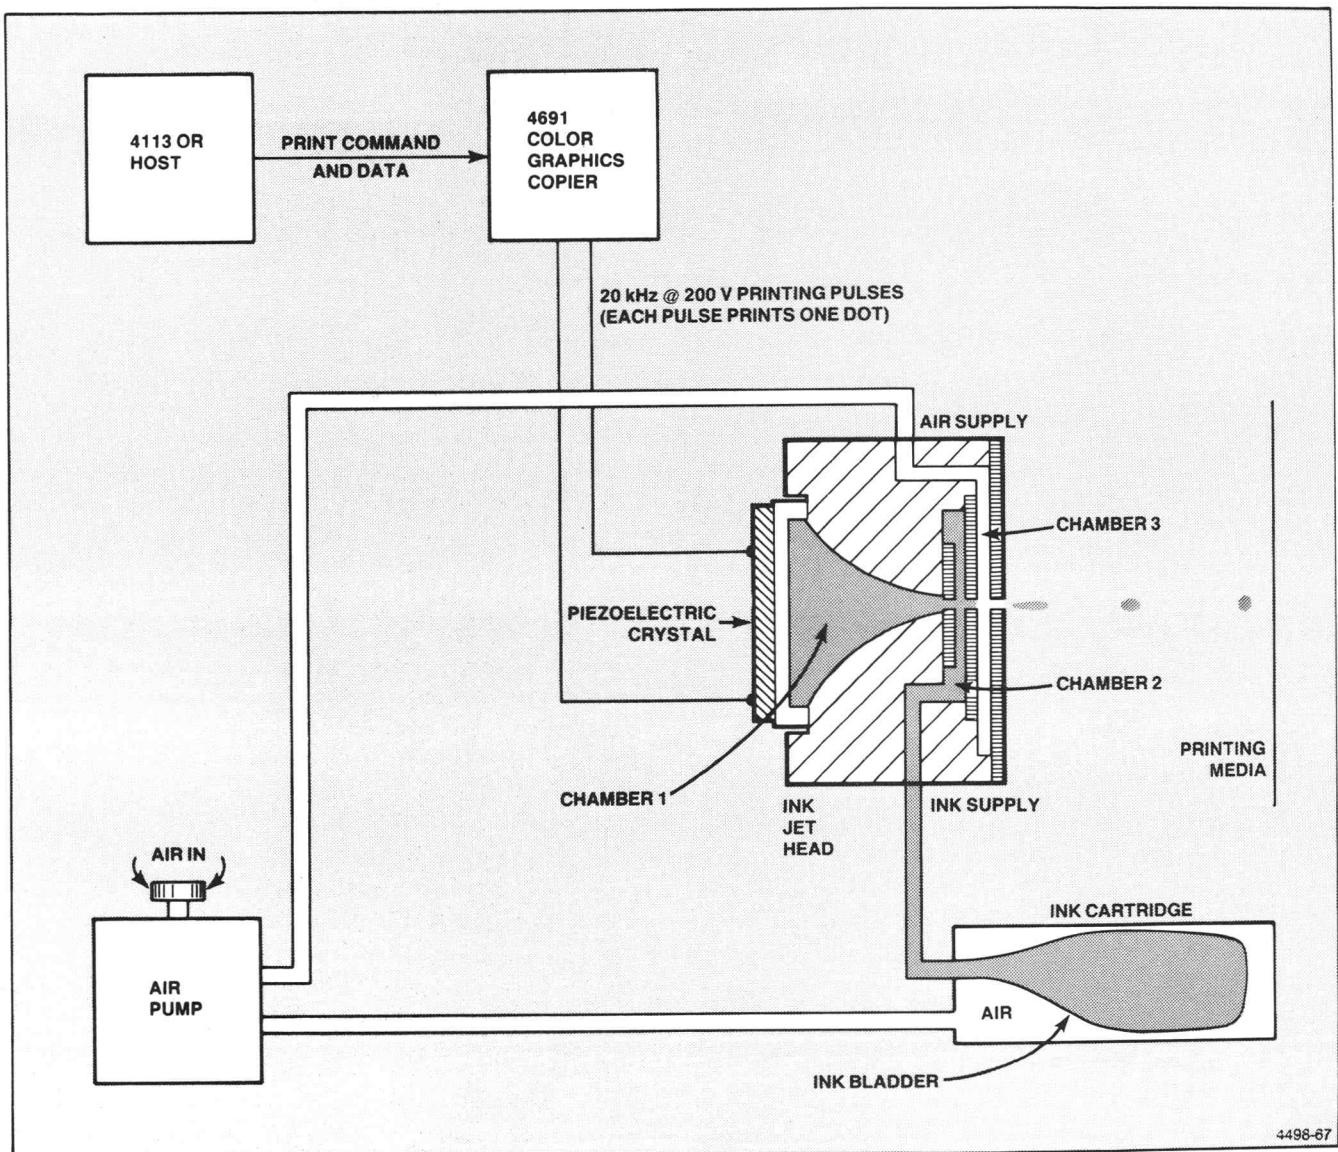 4113 OR
HOST
PRINT COMMAND
AND DATA
4691
COLOR
GRAPHICS
COPIER
20 kHz @ 200 V PRINTING PULSES
(EACH PULSE PRINTS ONE DOT)
AIR SUPPLY
CHAMBER 3
PIEZOELECTRIC
CRYSTAL
CHAMBER 2
PRINTING
MEDIA
CHAMBER 1
INK
JET
HEAD
INK SUPPLY
AIR IN
AIR
PUMP
INK CARTRIDGE
AIR
INK BLADDER
4498-67